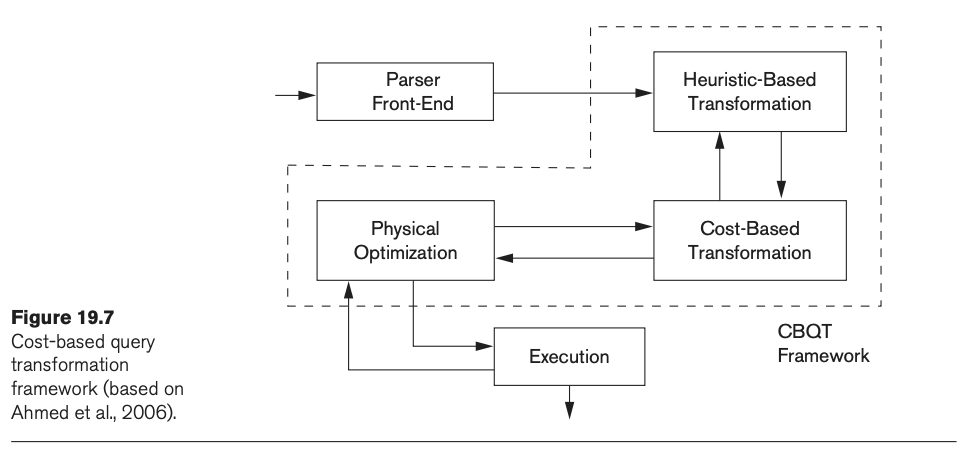 Parser
Front-End
Heuristic-Based
Transformation
Physical
Optimization
Cost-Based
Transformation
Execution
CBQT
Framework
Figure 19.7
Cost-based query
transformation
framework (based on
Ahmed et al., 2006).